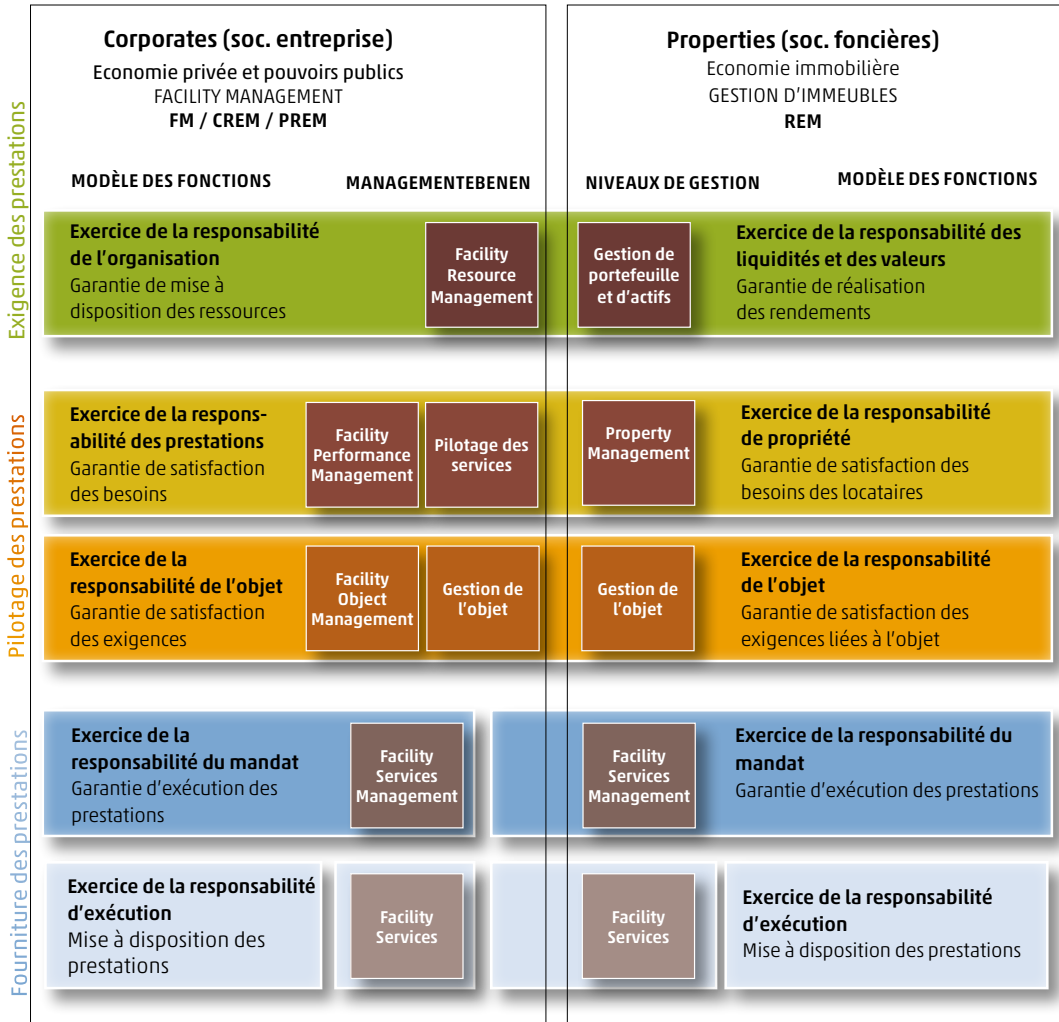 Corporates (soc. entreprise)
Economie privée et pouvoirs publics
FACILITY MANAGEMENT
FM / CREM / PREM
Properties (soc. foncières)
Economie immobilière
GESTION D’IMMEUBLES
REM
MODÈLE DES FONCTIONS
MANAGEMENTEBENEN
NIVEAUX DE GESTION
MODÈLE DES FONCTIONS
Exigence des prestations
Exercice de la responsabilité
de l’organisation
Garantie de mise à
disposition des ressources
Facility
Resource
Management
Gestion de
portefeuille
et d’actifs
Exercice de la responsabilité des
liquidités et des valeurs
Garantie de réalisation
des rendements
Pilotage des prestations
Exercice de la respons-
abilité des prestations
Garantie de satisfaction
des besoins
Facility
Performance
Management
Pilotage des
services
Property
Management
Exercice de la responsabilité
de propriété
Garantie de satisfaction des
besoins des locataires
Exercice de la
responsabilité de l’objet
Garantie de satisfaction
des exigences
Facility
Object
Management
Gestion de
l’objet
Gestion de
l’objet
Exercice de la responsabilité
de l’objet
Garantie de satisfaction des
exigences liées à l’objet
Fourniture des prestations
Exercice de la
responsabilité du mandat
Garantie d’exécution des
prestations
Facility
Services
Management
Facility
Services
Management
Exercice de la responsabilité du
mandat
Garantie d’exécution des prestations
Exercice de la responsabilité
d’exécution
Mise à disposition des
prestations
Facility
Services
Facility
Services
Exercice de la responsabilité
d’exécution
Mise à disposition des prestations